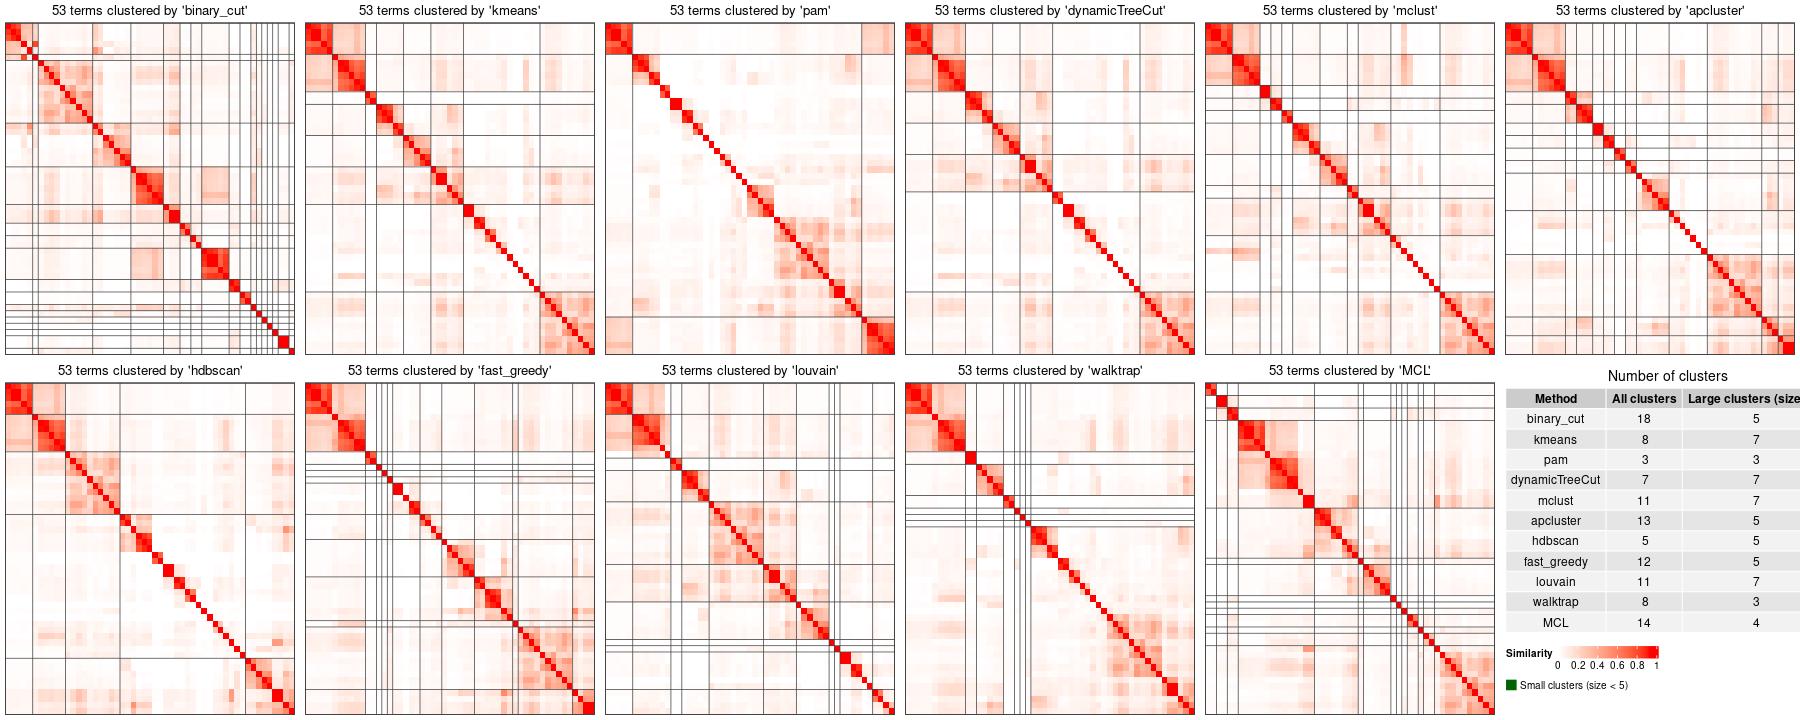 53 terms clustered by 'binary_cut'
53 terms clustered by 'kmeans'
53 terms clustered by 'pam'
53 terms clustered by 'dynamicTreeCut'
53 terms clustered by 'mclust'
53 terms clustered by 'apcluster'
53 terms clustered by 'hdbscan'
53 terms clustered by 'fast_greedy'
53 terms clustered by 'louvain'
53 terms clustered by 'walktrap'
53 terms clustered by 'MCL'
Number of clusters
Method All clusters Large clusters (size
binary_cut 18 5
kmeans 8 7
pam 3 3
dynamicTreeCut 7 7
mclust 11 7
apcluster 13 5
hdbscan 5 5
fast_greedy 12 5
louvain 11 7
walktrap 8 3
MCL 14 4
Similarity
0 0.2 0.4 0.6 0.8 1
Small clusters (size < 5)